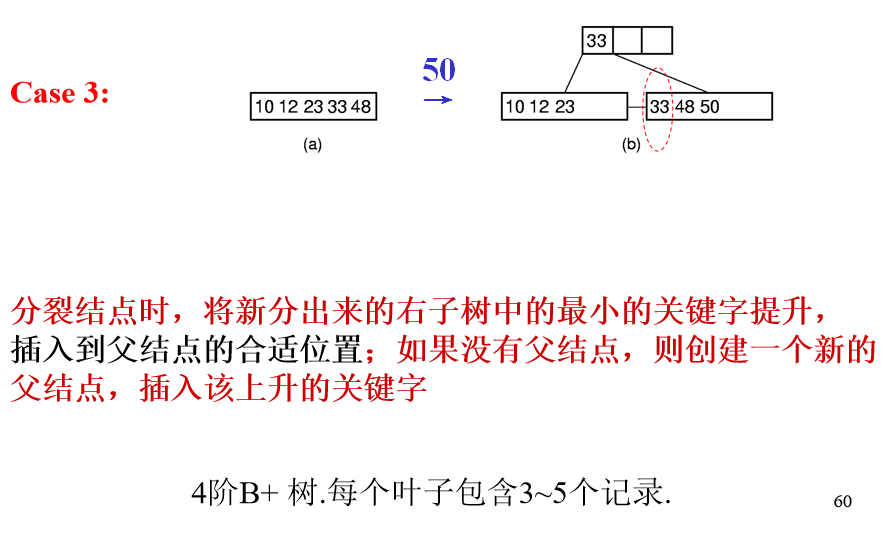 50
33
Case 3:
10 12 23 33 48
10 12 23
33 48 50
(a)
(b)
分裂结点时，将新分出来的右子树中的最小的关键字提升，
插入到父结点的合适位置；如果没有父结点，则创建一个新的
父结点，插入该上升的关键字
4阶B+ 树.每个叶子包含3~5个记录.
60